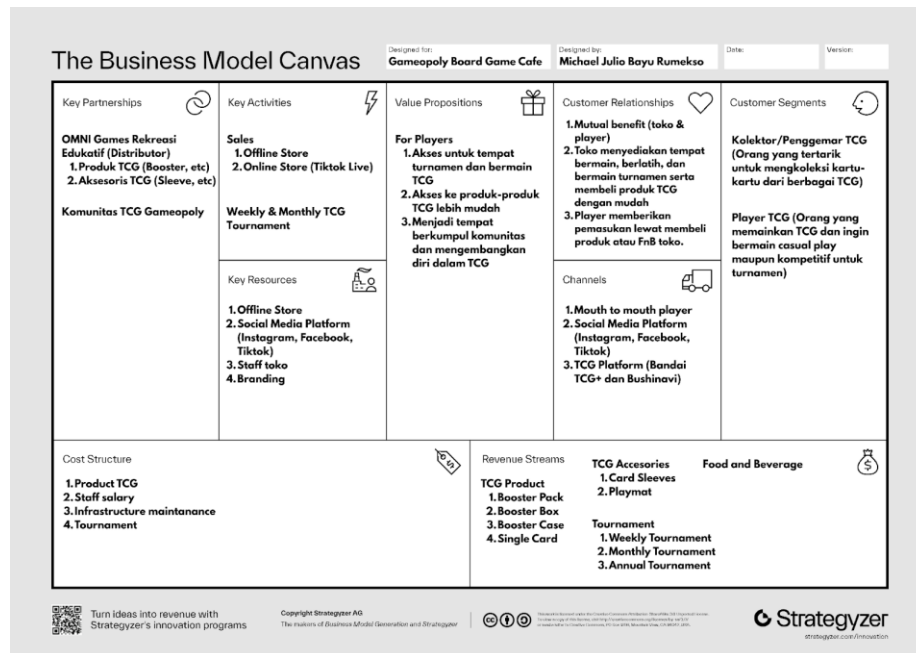 The Business Model Canvas
Designed for:
Gameopoly Board Game Cafe
Designed by:
Michael Julio Bayu Rumekso
Date:
Version:
Key Partnerships
OMNI Games Rekreasi
Edukatif (Distributor)
1. Produk TCG (Booster, etc)
2. Aksesoris TCG (Sleeve, etc)
Komunitas TCG Gameopoly
Key Activities
Sales
1. Offline Store
2. Online Store (Tiktok Live)
Weekly & Monthly TCG
Tournament
Key Resources
1. Offline Store
2. Social Media Platform
(Instagram, Facebook,
Tiktok)
3. Staff toko
4. Branding
Value Propositions
For Players
1. Akses untuk tempat
turnamen dan bermain
TCG
2. Akses ke produk-produk
TCG lebih mudah
3. Menjadi tempat
berkumpul komunitas
dan mengembangkan
diri dalam TCG
Customer Relationships
1. Mutual benefit (toko &
player)
2. Toko menyediakan tempat
bermain, berlatih, dan
bermain turnamen serta
membeli produk TCG
dengan mudah
3. Player memberikan
pemasukan lewat membeli
produk atau FnB toko.
Channels
1. Mouth to mouth player
2. Social Media Platform
(Instagram, Facebook,
Tiktok)
3. TCG Platform (Bandai
TCG+ dan Bushinavi)
Customer Segments
Kolektor/Penggemar TCG
(Orang yang tertarik
untuk mengkoleksi kartu-
kartu dari berbagai TCG)
Player TCG (Orang yang
memainkan TCG dan ingin
bermain casual play
maupun kompetitif untuk
turnamen)
Cost Structure
1. Product TCG
2. Staff salary
3. Infrastructure maintanance
4. Tournament
Revenue Streams
TCG Product
1. Booster Pack
2. Booster Box
3. Booster Case
4. Single Card
TCG Accesories
1. Card Sleeves
2. Playmat
Tournament
1. Weekly Tournament
2. Monthly Tournament
3. Annual Tournament
Food and Beverage
Turn ideas into revenue with
Strategyzer's innovation programs
Copyright Strategyzer AG
The makers of Business Model Generation and Strategyzer
Strategyzer
strategyzer.com/innovation